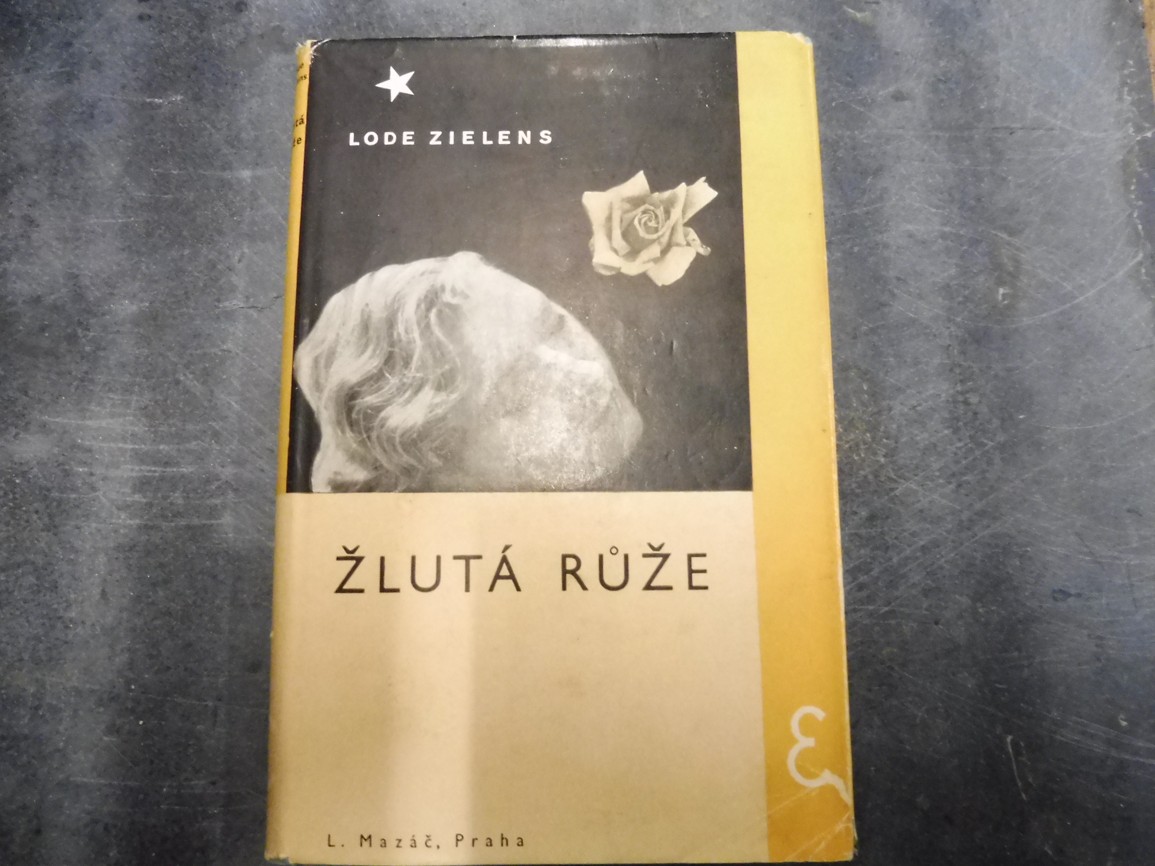 LODE ZIELENS
ŽLUTÁ RŮŽE
L. Mazáč, Praha